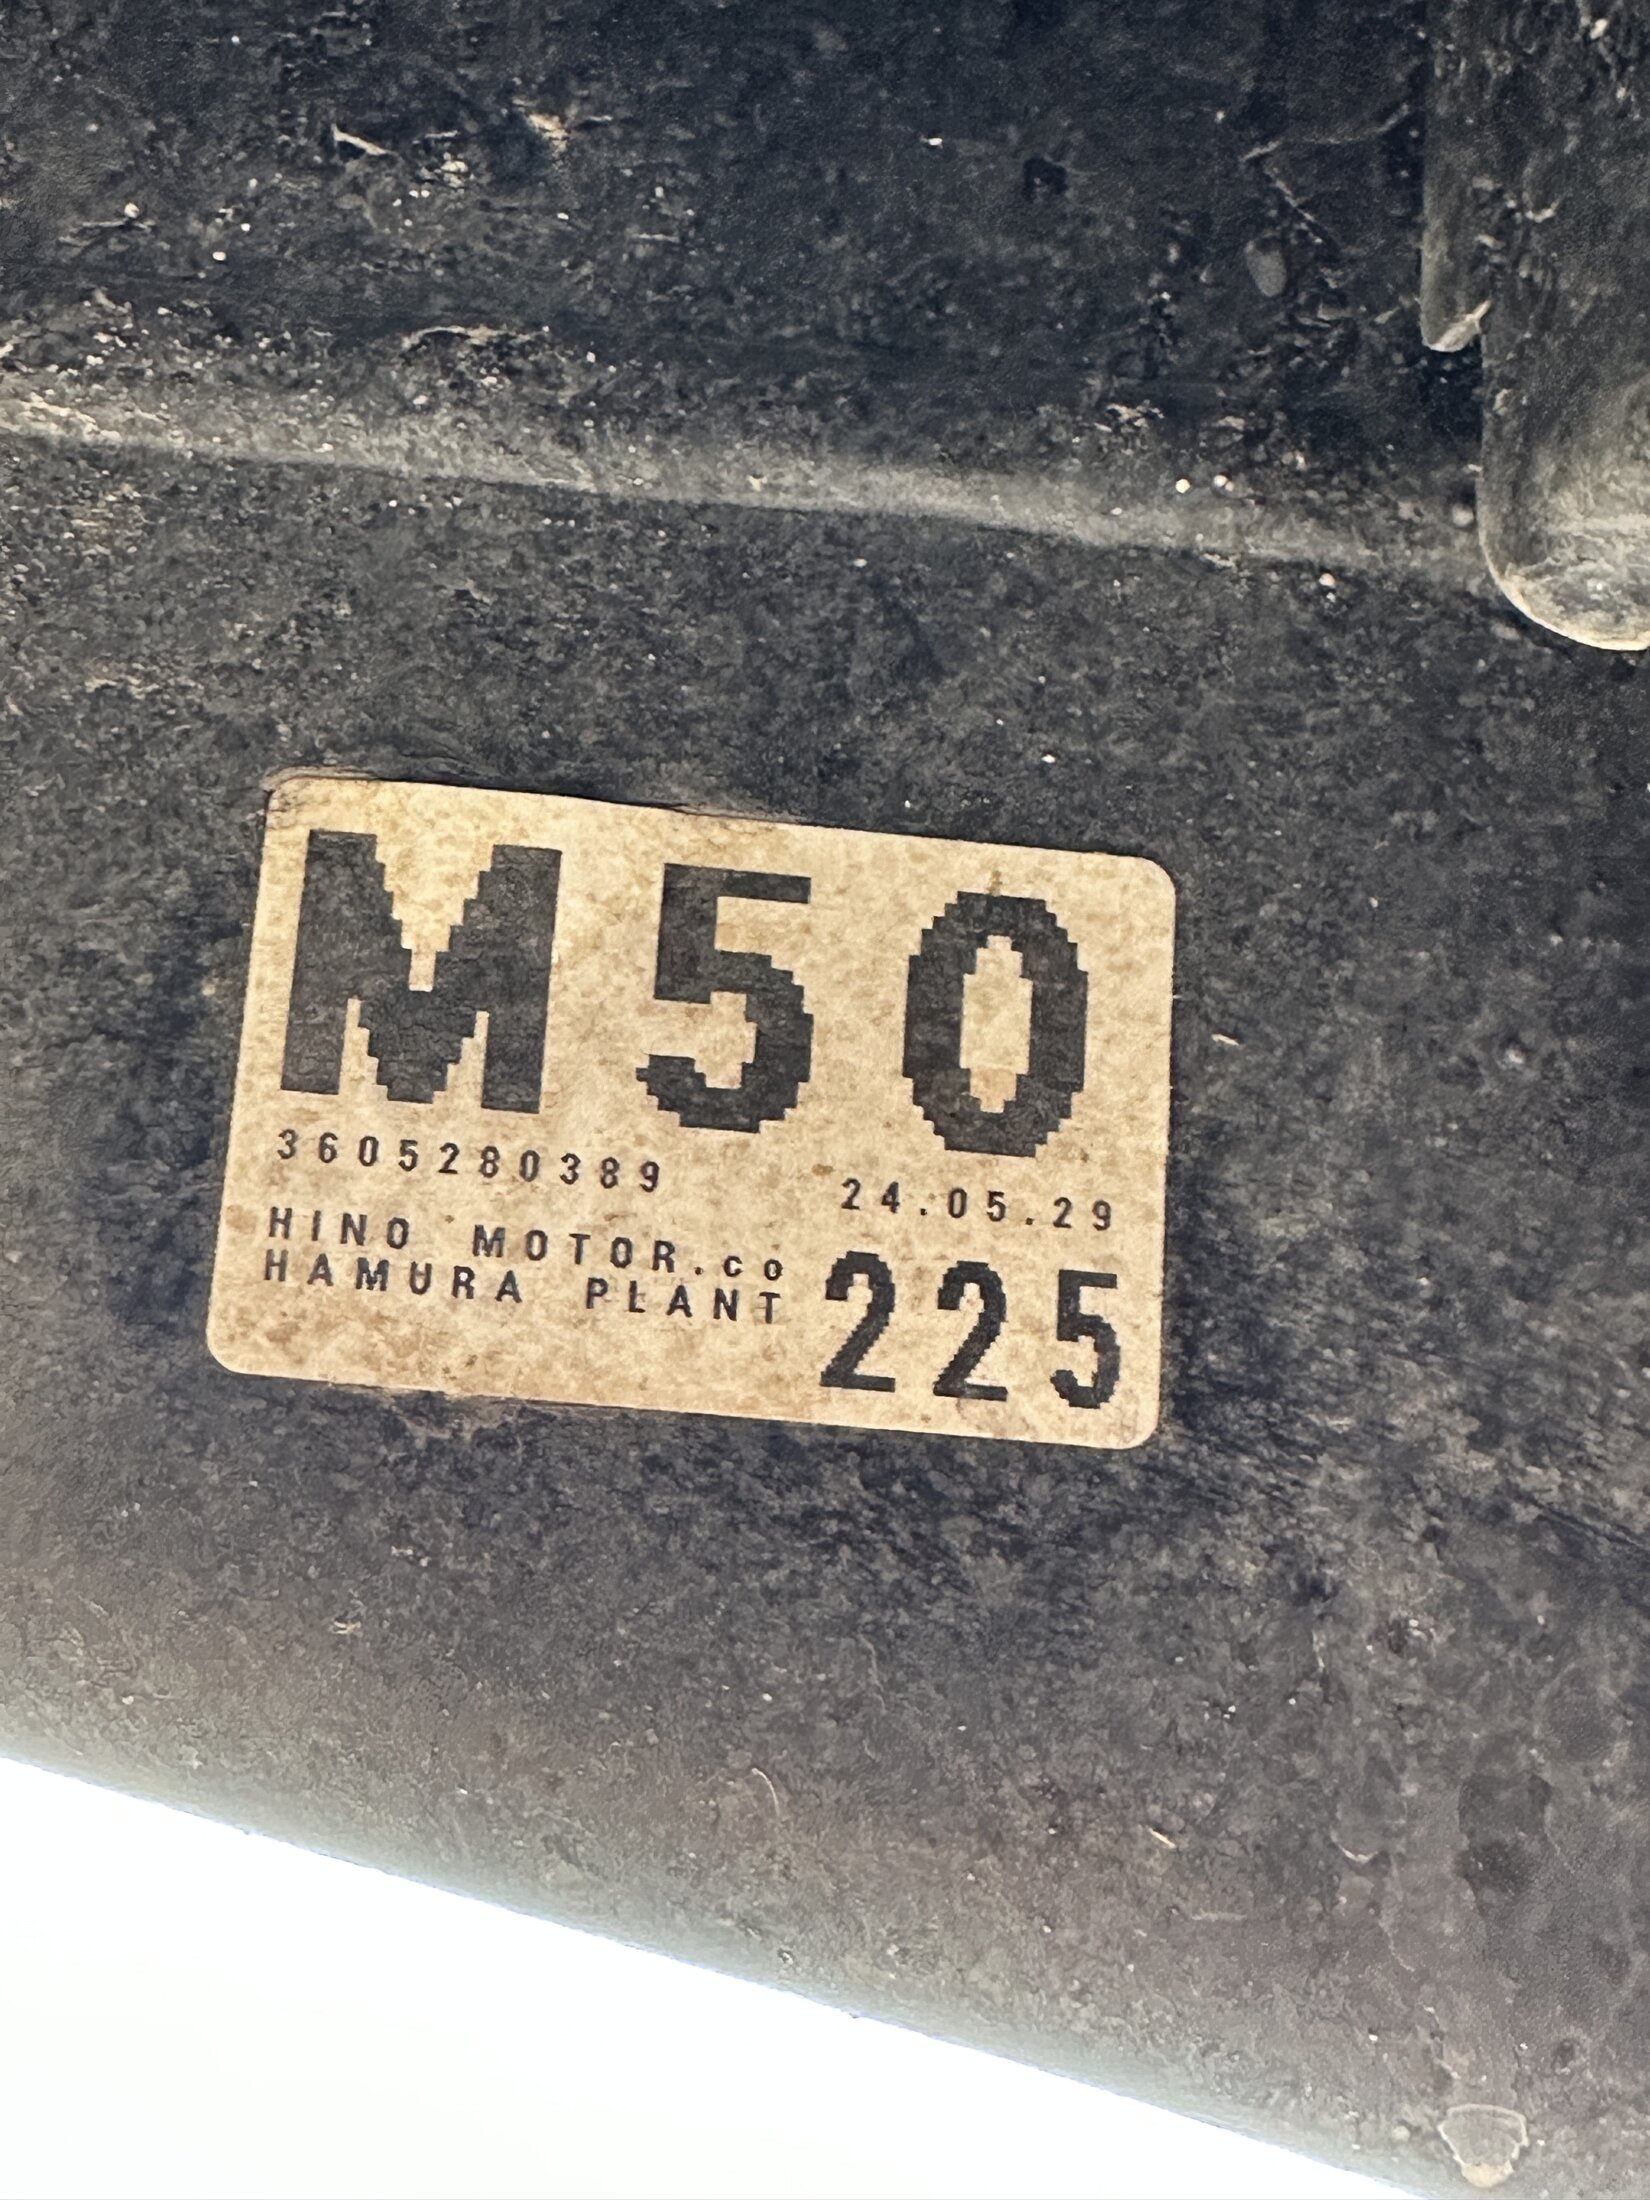 M50
3605280389 24.05.29
HINO MOTOR.co
HAMURA PLANT 225